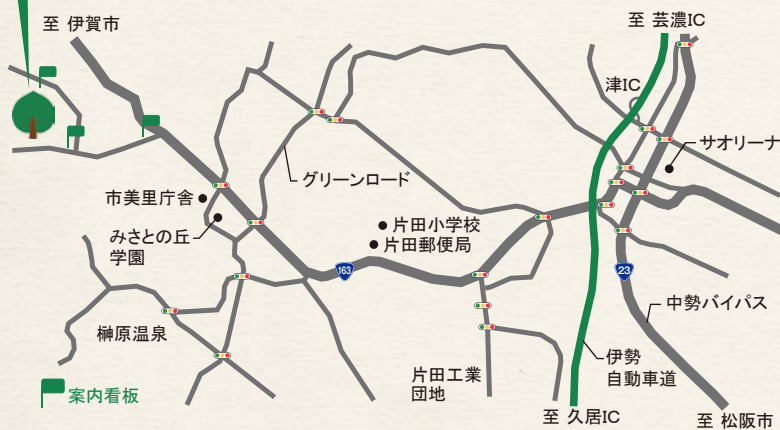 至 伊賀市
至 芸濃IC
津IC
サオリーナ
グリーンロード
市美里庁舎
片田小学校
みさとの丘
学園
片田郵便局
163
23
中勢バイパス
榊原温泉
伊勢
自動車道
片田工業
団地
案内看板
至 久居IC
至 松阪市